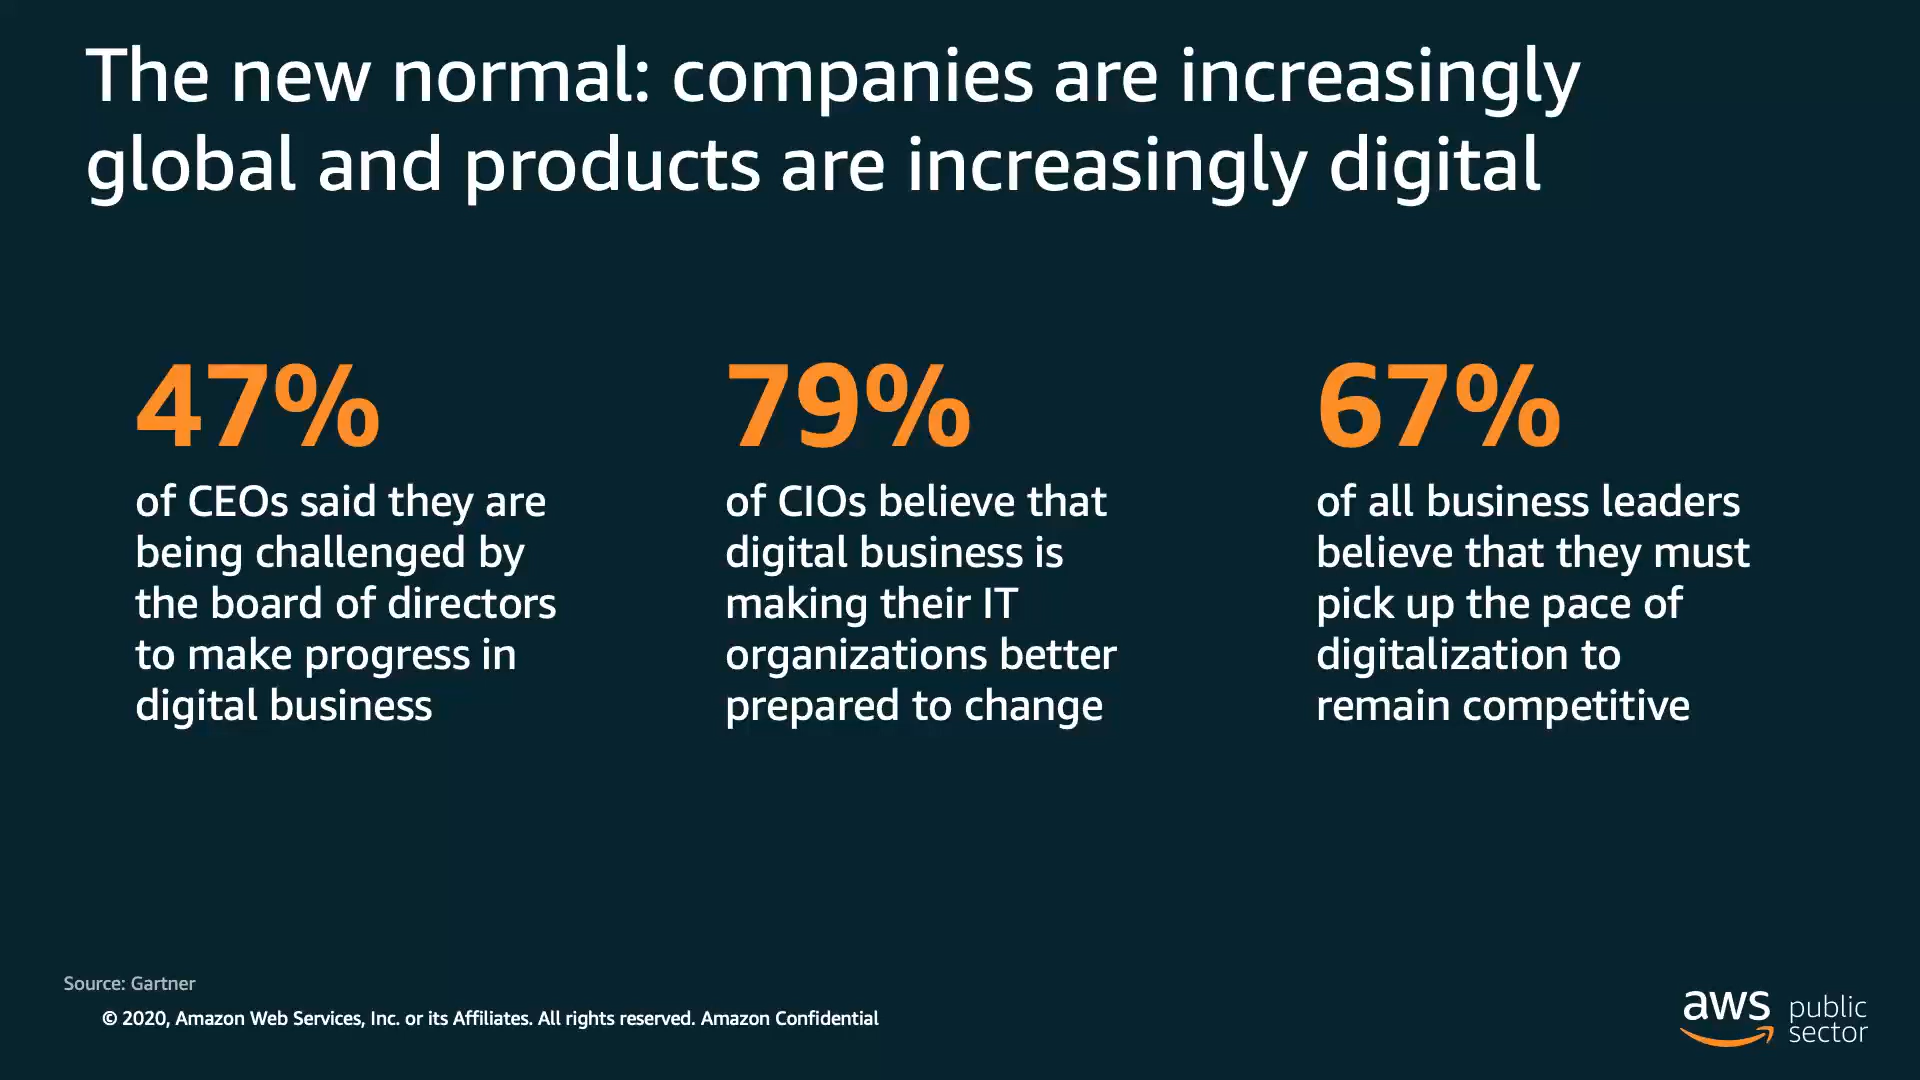 The new normal: companies are increasingly
global and products are increasingly digital
47%
of CEOs said they are
being challenged by
the board of directors
to make progress in
digital business
79%
of CIOs believe that
digital business is
making their IT
organizations better
prepared to change
67%
of all business leaders
believe that they must
pick up the pace of
digitalization to
remain competitive
Source: Gartner
© 2020, Amazon Web Services, Inc. or its Affiliates. All rights reserved. Amazon Confidential
aws public
sector